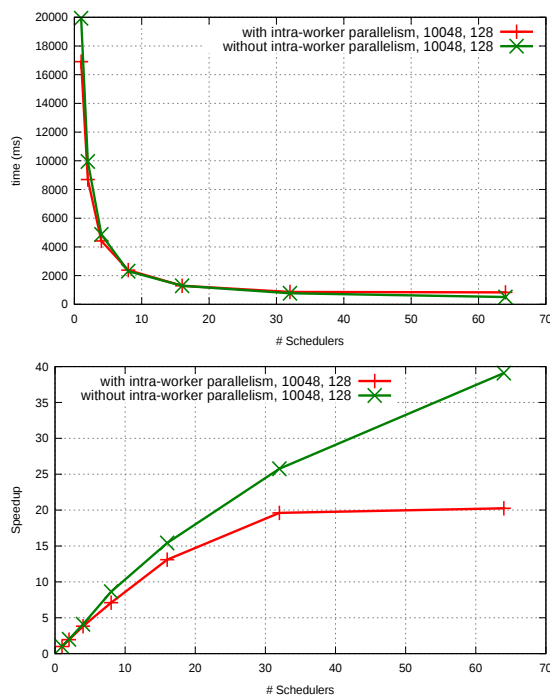 with intra-worker parallelism, 10048, 128
without intra-worker parallelism, 10048, 128
20000
18000
16000
14000
12000
10000
8000
6000
4000
2000
0
time (ms)
0 10 20 30 40 50 60 70
# Schedulers
with intra-worker parallelism, 10048, 128
without intra-worker parallelism, 10048, 128
40
35
30
25
20
15
10
5
0
Speedup
0 10 20 30 40 50 60 70
# Schedulers